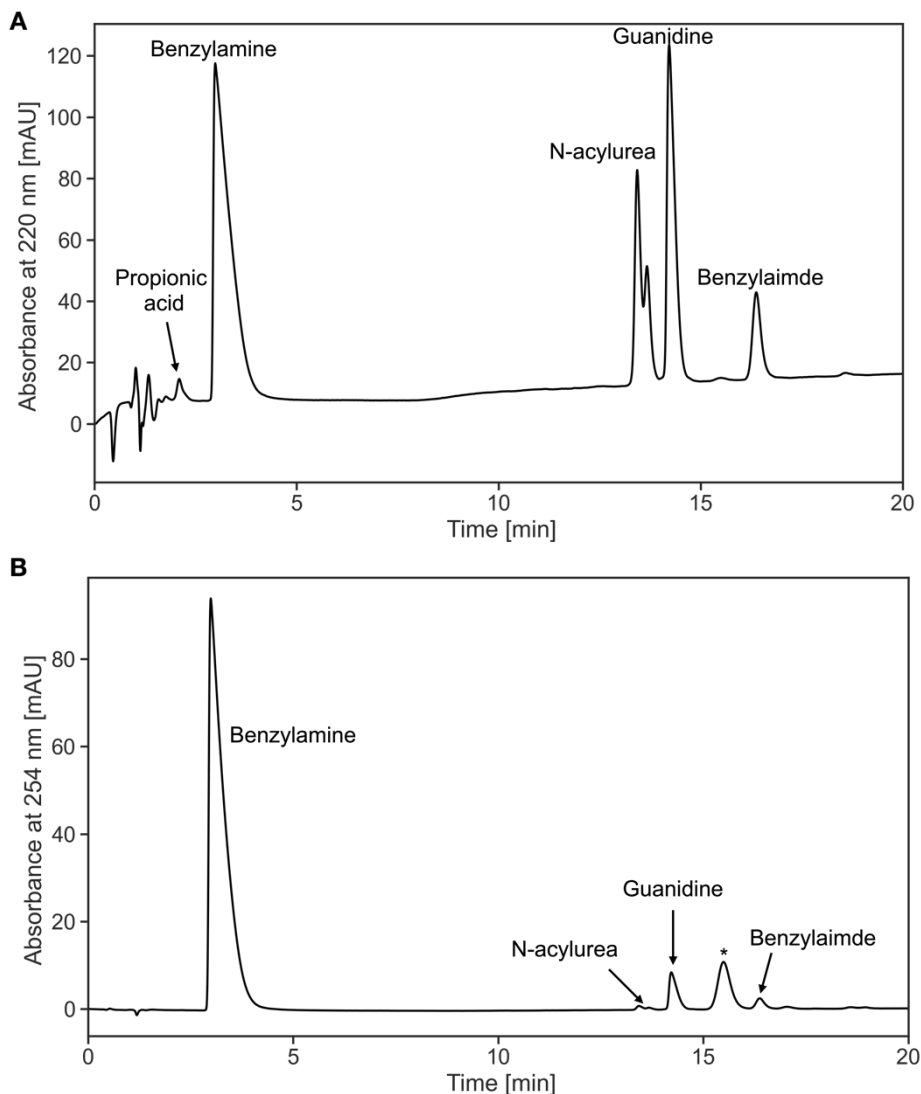 A
Absorbance at 220 nm [mAU]
120
100
80
60
40
20
0
Benzylamine
Propionic
acid
N-acylurea
Guanidine
Benzylaimde
0 5 10 15 20
Time [min]
B
Absorbance at 254 nm [mAU]
80
60
40
20
0
Benzylamine
N-acylurea
Guanidine
*
Benzylaimde
0 5 10 15 20
Time [min]